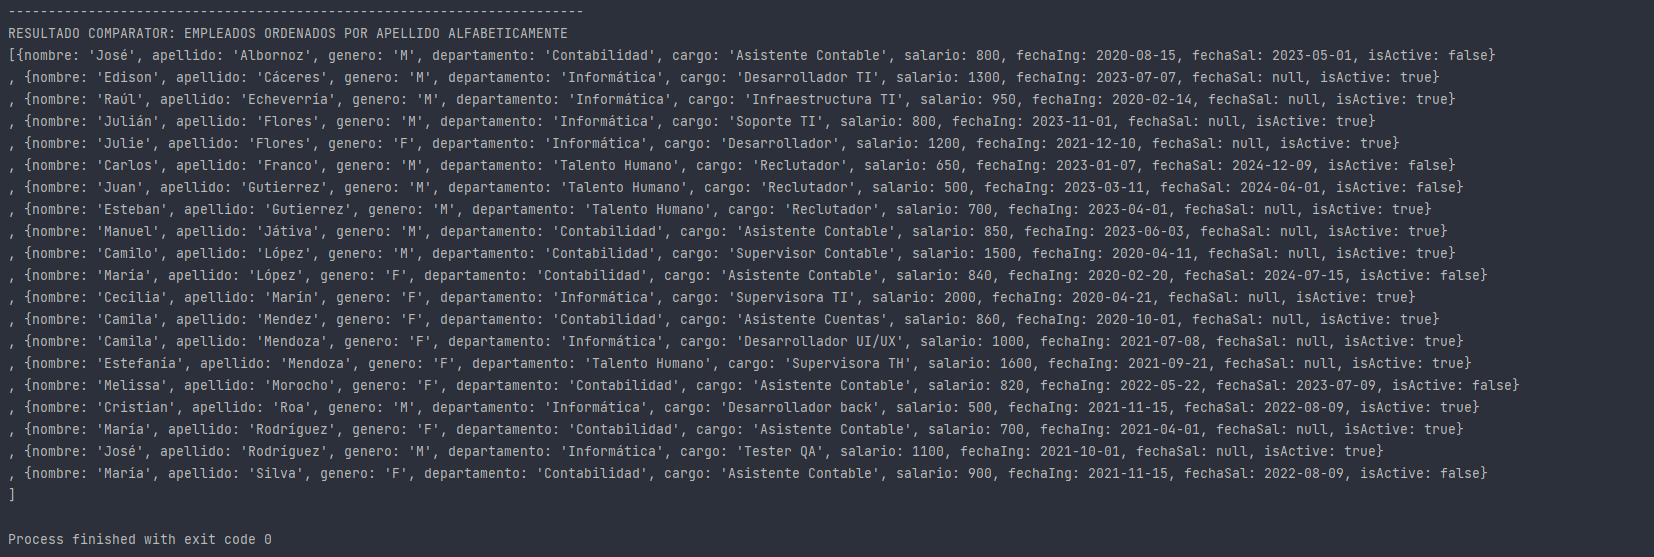 ------------------------------------------------------------------------
RESULTADO COMPARATOR: EMPLEADOS ORDENADOS POR APELLIDO ALFABETICAMENTE
[{nombre: 'José', apellido: 'Albornoz', genero: 'M', departamento: 'Contabilidad', cargo: 'Asistente Contable', salario: 800, fechaIng: 2020-08-15, fechaSal: 2023-05-01, isActive: false}
, {nombre: 'Edison', apellido: 'Cáceres', genero: 'M', departamento: 'Informática', cargo: 'Desarrollador TI', salario: 1300, fechaIng: 2023-07-07, fechaSal: null, isActive: true}
, {nombre: 'Raúl', apellido: 'Echeverría', genero: 'M', departamento: 'Informática', cargo: 'Infraestructura TI', salario: 950, fechaIng: 2020-02-14, fechaSal: null, isActive: true}
, {nombre: 'Julián', apellido: 'Flores', genero: 'M', departamento: 'Informática', cargo: 'Soporte TI', salario: 800, fechaIng: 2023-11-01, fechaSal: null, isActive: true}
, {nombre: 'Julie', apellido: 'Flores', genero: 'F', departamento: 'Informática', cargo: 'Desarrollador', salario: 1200, fechaIng: 2021-12-10, fechaSal: null, isActive: true}
, {nombre: 'Carlos', apellido: 'Franco', genero: 'M', departamento: 'Talento Humano', cargo: 'Reclutador', salario: 650, fechaIng: 2023-01-07, fechaSal: 2024-12-09, isActive: false}
, {nombre: 'Juan', apellido: 'Gutierrez', genero: 'M', departamento: 'Talento Humano', cargo: 'Reclutador', salario: 500, fechaIng: 2023-03-11, fechaSal: 2024-04-01, isActive: false}
, {nombre: 'Esteban', apellido: 'Gutierrez', genero: 'M', departamento: 'Talento Humano', cargo: 'Reclutador', salario: 700, fechaIng: 2023-04-01, fechaSal: null, isActive: true}
, {nombre: 'Manuel', apellido: 'Játiva', genero: 'M', departamento: 'Contabilidad', cargo: 'Asistente Contable', salario: 850, fechaIng: 2023-06-03, fechaSal: null, isActive: true}
, {nombre: 'Camilo', apellido: 'López', genero: 'M', departamento: 'Contabilidad', cargo: 'Supervisor Contable', salario: 1500, fechaIng: 2020-04-11, fechaSal: null, isActive: true}
, {nombre: 'María', apellido: 'López', genero: 'F', departamento: 'Contabilidad', cargo: 'Asistente Contable', salario: 840, fechaIng: 2020-02-20, fechaSal: 2024-07-15, isActive: false}
, {nombre: 'Cecilia', apellido: 'Marín', genero: 'F', departamento: 'Informática', cargo: 'Supervisora TI', salario: 2000, fechaIng: 2020-04-21, fechaSal: null, isActive: true}
, {nombre: 'Camila', apellido: 'Mendez', genero: 'F', departamento: 'Contabilidad', cargo: 'Asistente Cuentas', salario: 860, fechaIng: 2020-10-01, fechaSal: null, isActive: true}
, {nombre: 'Camila', apellido: 'Mendoza', genero: 'F', departamento: 'Informática', cargo: 'Desarrollador UI/UX', salario: 1000, fechaIng: 2021-07-08, fechaSal: null, isActive: true}
, {nombre: 'Estefanía', apellido: 'Mendoza', genero: 'F', departamento: 'Talento Humano', cargo: 'Supervisora TH', salario: 1600, fechaIng: 2021-09-21, fechaSal: null, isActive: true}
, {nombre: 'Melissa', apellido: 'Morocho', genero: 'F', departamento: 'Contabilidad', cargo: 'Asistente Contable', salario: 820, fechaIng: 2022-05-22, fechaSal: 2023-07-09, isActive: false}
, {nombre: 'Cristian', apellido: 'Roa', genero: 'M', departamento: 'Informática', cargo: 'Desarrollador back', salario: 500, fechaIng: 2021-11-15, fechaSal: 2022-08-09, isActive: true}
, {nombre: 'María', apellido: 'Rodríguez', genero: 'F', departamento: 'Contabilidad', cargo: 'Asistente Contable', salario: 700, fechaIng: 2021-04-01, fechaSal: null, isActive: true}
, {nombre: 'José', apellido: 'Rodríguez', genero: 'M', departamento: 'Informática', cargo: 'Tester QA', salario: 1100, fechaIng: 2021-10-01, fechaSal: null, isActive: true}
, {nombre: 'María', apellido: 'Silva', genero: 'F', departamento: 'Contabilidad', cargo: 'Asistente Contable', salario: 900, fechaIng: 2021-11-15, fechaSal: 2022-08-09, isActive: false}
]
Process finished with exit code 0